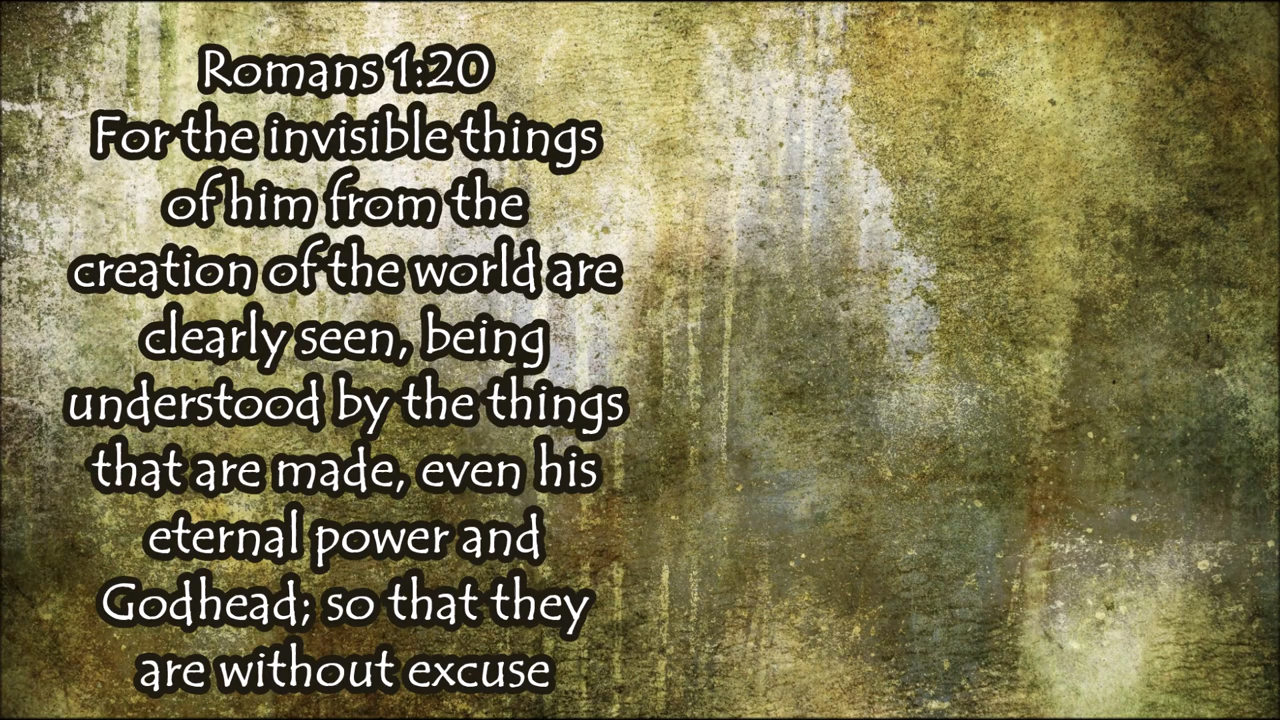 Romans 1:20
For the invisible things
of him from the
creation of the world are
clearly seen, being
understood by the things
that are made, even his
eternal power and
Godhead; so that they
are without excuse